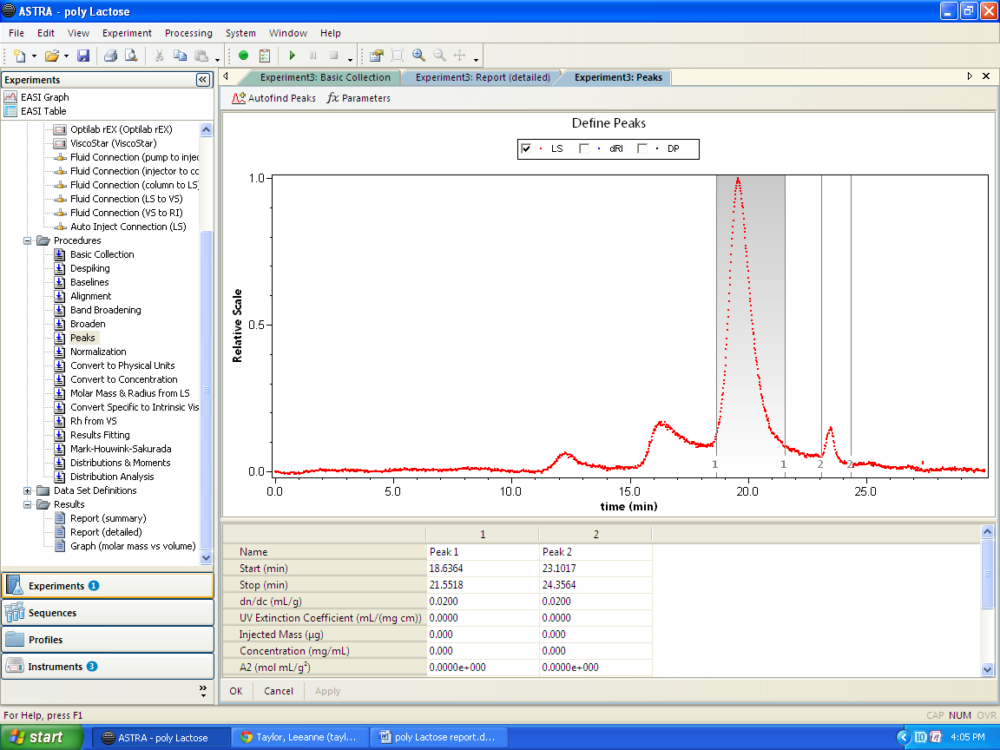 ASTRA - poly Lactose
File Edit View Experiment Processing System Window Help
Experiments
EASI Graph
EASI Table
Optilab rEX (Optilab rEX)
ViscoStar (ViscoStar)
Fluid Connection (pump to injec
Fluid Connection (injector to co
Fluid Connection (column to LS)
Fluid Connection (LS to VS)
Fluid Connection (VS to RI)
Auto Inject Connection (LS)
Procedures
Basic Collection
Despiking
Baselines
Alignment
Band Broadening
Broaden
Peaks
Normalization
Convert to Physical Units
Convert to Concentration
Molar Mass & Radius from LS
Convert Specific to Intrinsic Vis
Rh from VS
Results Fitting
Mark-Houwink-Sakurada
Distributions & Moments
Distribution Analysis
Data Set Definitions
Results
Report (summary)
Report (detailed)
Graph (molar mass vs volume)
Experiments 1
Sequences
Profiles
Instruments 3
Experiment3: Basic Collection Experiment3: Report (detailed) Experiment3: Peaks
Autofind Peaks fx Parameters
Define Peaks
LS dRI DP
1.0
0.5
0.0
Relative Scale
1 1 2 2
0.0 5.0 10.0 15.0 20.0 25.0
time (min)
1 2
Name Peak 1 Peak 2
Start (min) 18.6364 23.1017
Stop (min) 21.5518 24.3564
dn/dc (mL/g) 0.0200 0.0200
UV Extinction Coefficient (mL/(mg cm)) 0.0000 0.0000
Injected Mass (µg) 0.000 0.000
Concentration (mg/mL) 0.000 0.000
A2 (mol mL/g²) 0.0000e+000 0.0000e+000
OK Cancel Apply
For Help, press F1
CAP NUM OVR
start ASTRA - poly Lactose Taylor, Leeanne (tayl... poly Lactose report.d... 4:05 PM